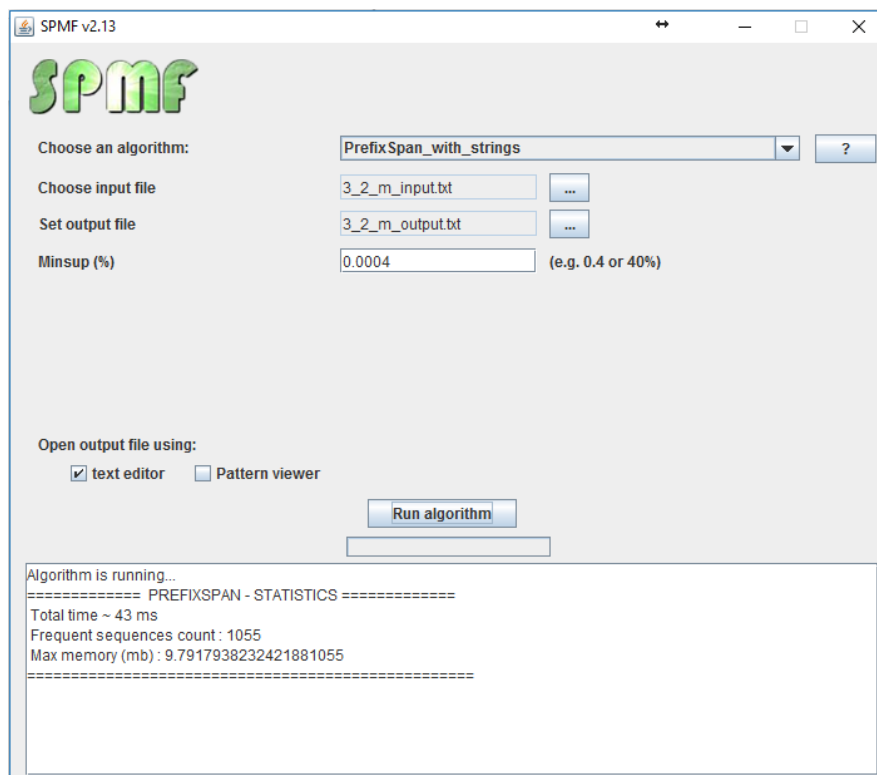 SPMF v2.13
SPMF
Choose an algorithm: PrefixSpan_with_strings ?
Choose input file 3_2_m_input.txt ...
Set output file 3_2_m_output.txt ...
Minsup (%) 0.0004 (e.g. 0.4 or 40%)
Open output file using:
text editor Pattern viewer
Run algorithm
Algorithm is running...
============= PREFIXSPAN - STATISTICS =============
Total time ~ 43 ms
Frequent sequences count : 1055
Max memory (mb) : 9.7917938232421881055
===================================================